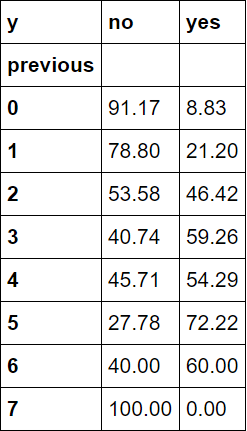 y no yes
previous
0 91.17 8.83
1 78.80 21.20
2 53.58 46.42
3 40.74 59.26
4 45.71 54.29
5 27.78 72.22
6 40.00 60.00
7 100.00 0.00